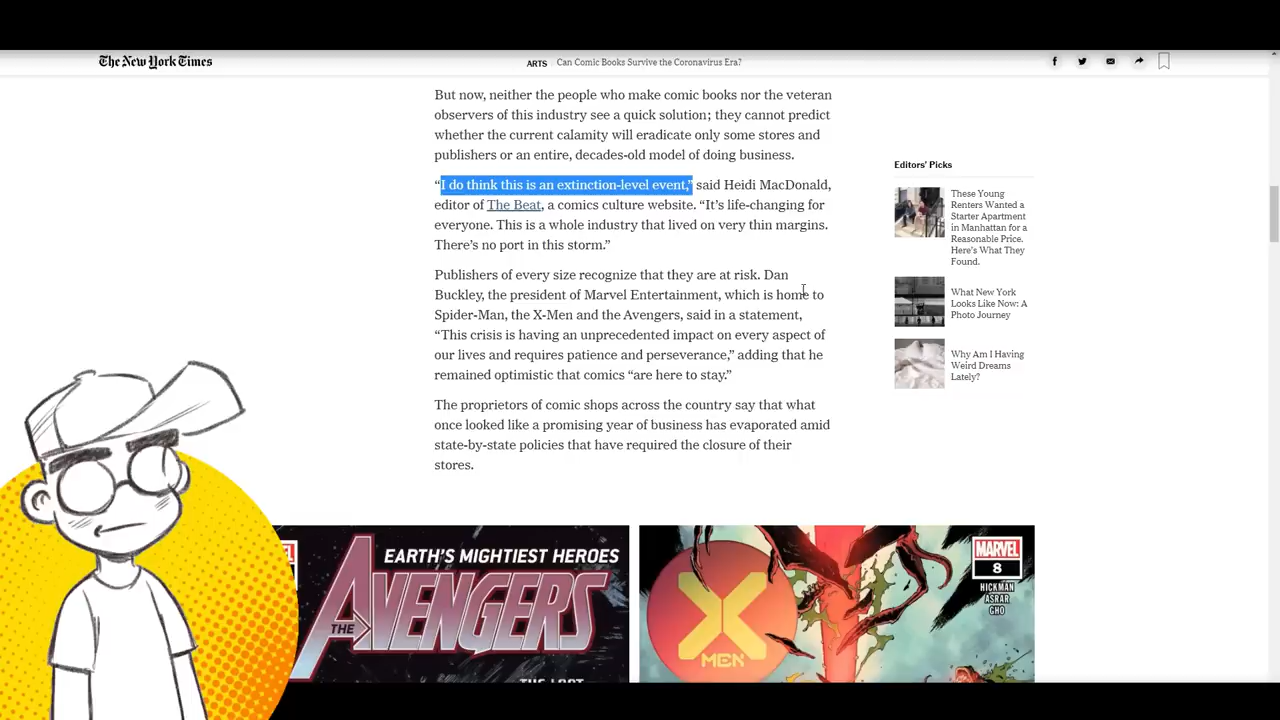 The New York Times
ARTS Can Comic Books Survive the Coronavirus Era?
But now, neither the people who make comic books nor the veteran
observers of this industry see a quick solution; they cannot predict
whether the current calamity will eradicate only some stores and
publishers or an entire, decades-old model of doing business.
“I do think this is an extinction-level event,” said Heidi MacDonald,
editor of The Beat, a comics culture website. “It’s life-changing for
everyone. This is a whole industry that lived on very thin margins.
There’s no port in this storm.”
Publishers of every size recognize that they are at risk. Dan
Buckley, the president of Marvel Entertainment, which is home to
Spider-Man, the X-Men and the Avengers, said in a statement,
“This crisis is having an unprecedented impact on every aspect of
our lives and requires patience and perseverance,” adding that he
remained optimistic that comics “are here to stay.”
The proprietors of comic shops across the country say that what
once looked like a promising year of business has evaporated amid
state-by-state policies that have required the closure of their
stores.
Editors’ Picks
These Young
Renters Wanted a
Starter Apartment
in Manhattan for a
Reasonable Price.
Here’s What They
Found.
What New York
Looks Like Now: A
Photo Journey
Why Am I Having
Weird Dreams
Lately?
EARTH'S MIGHTIEST HEROES
THE AVENGERS
X
MEN
MARVEL
8
HICKMAN
ASRAR
GHO